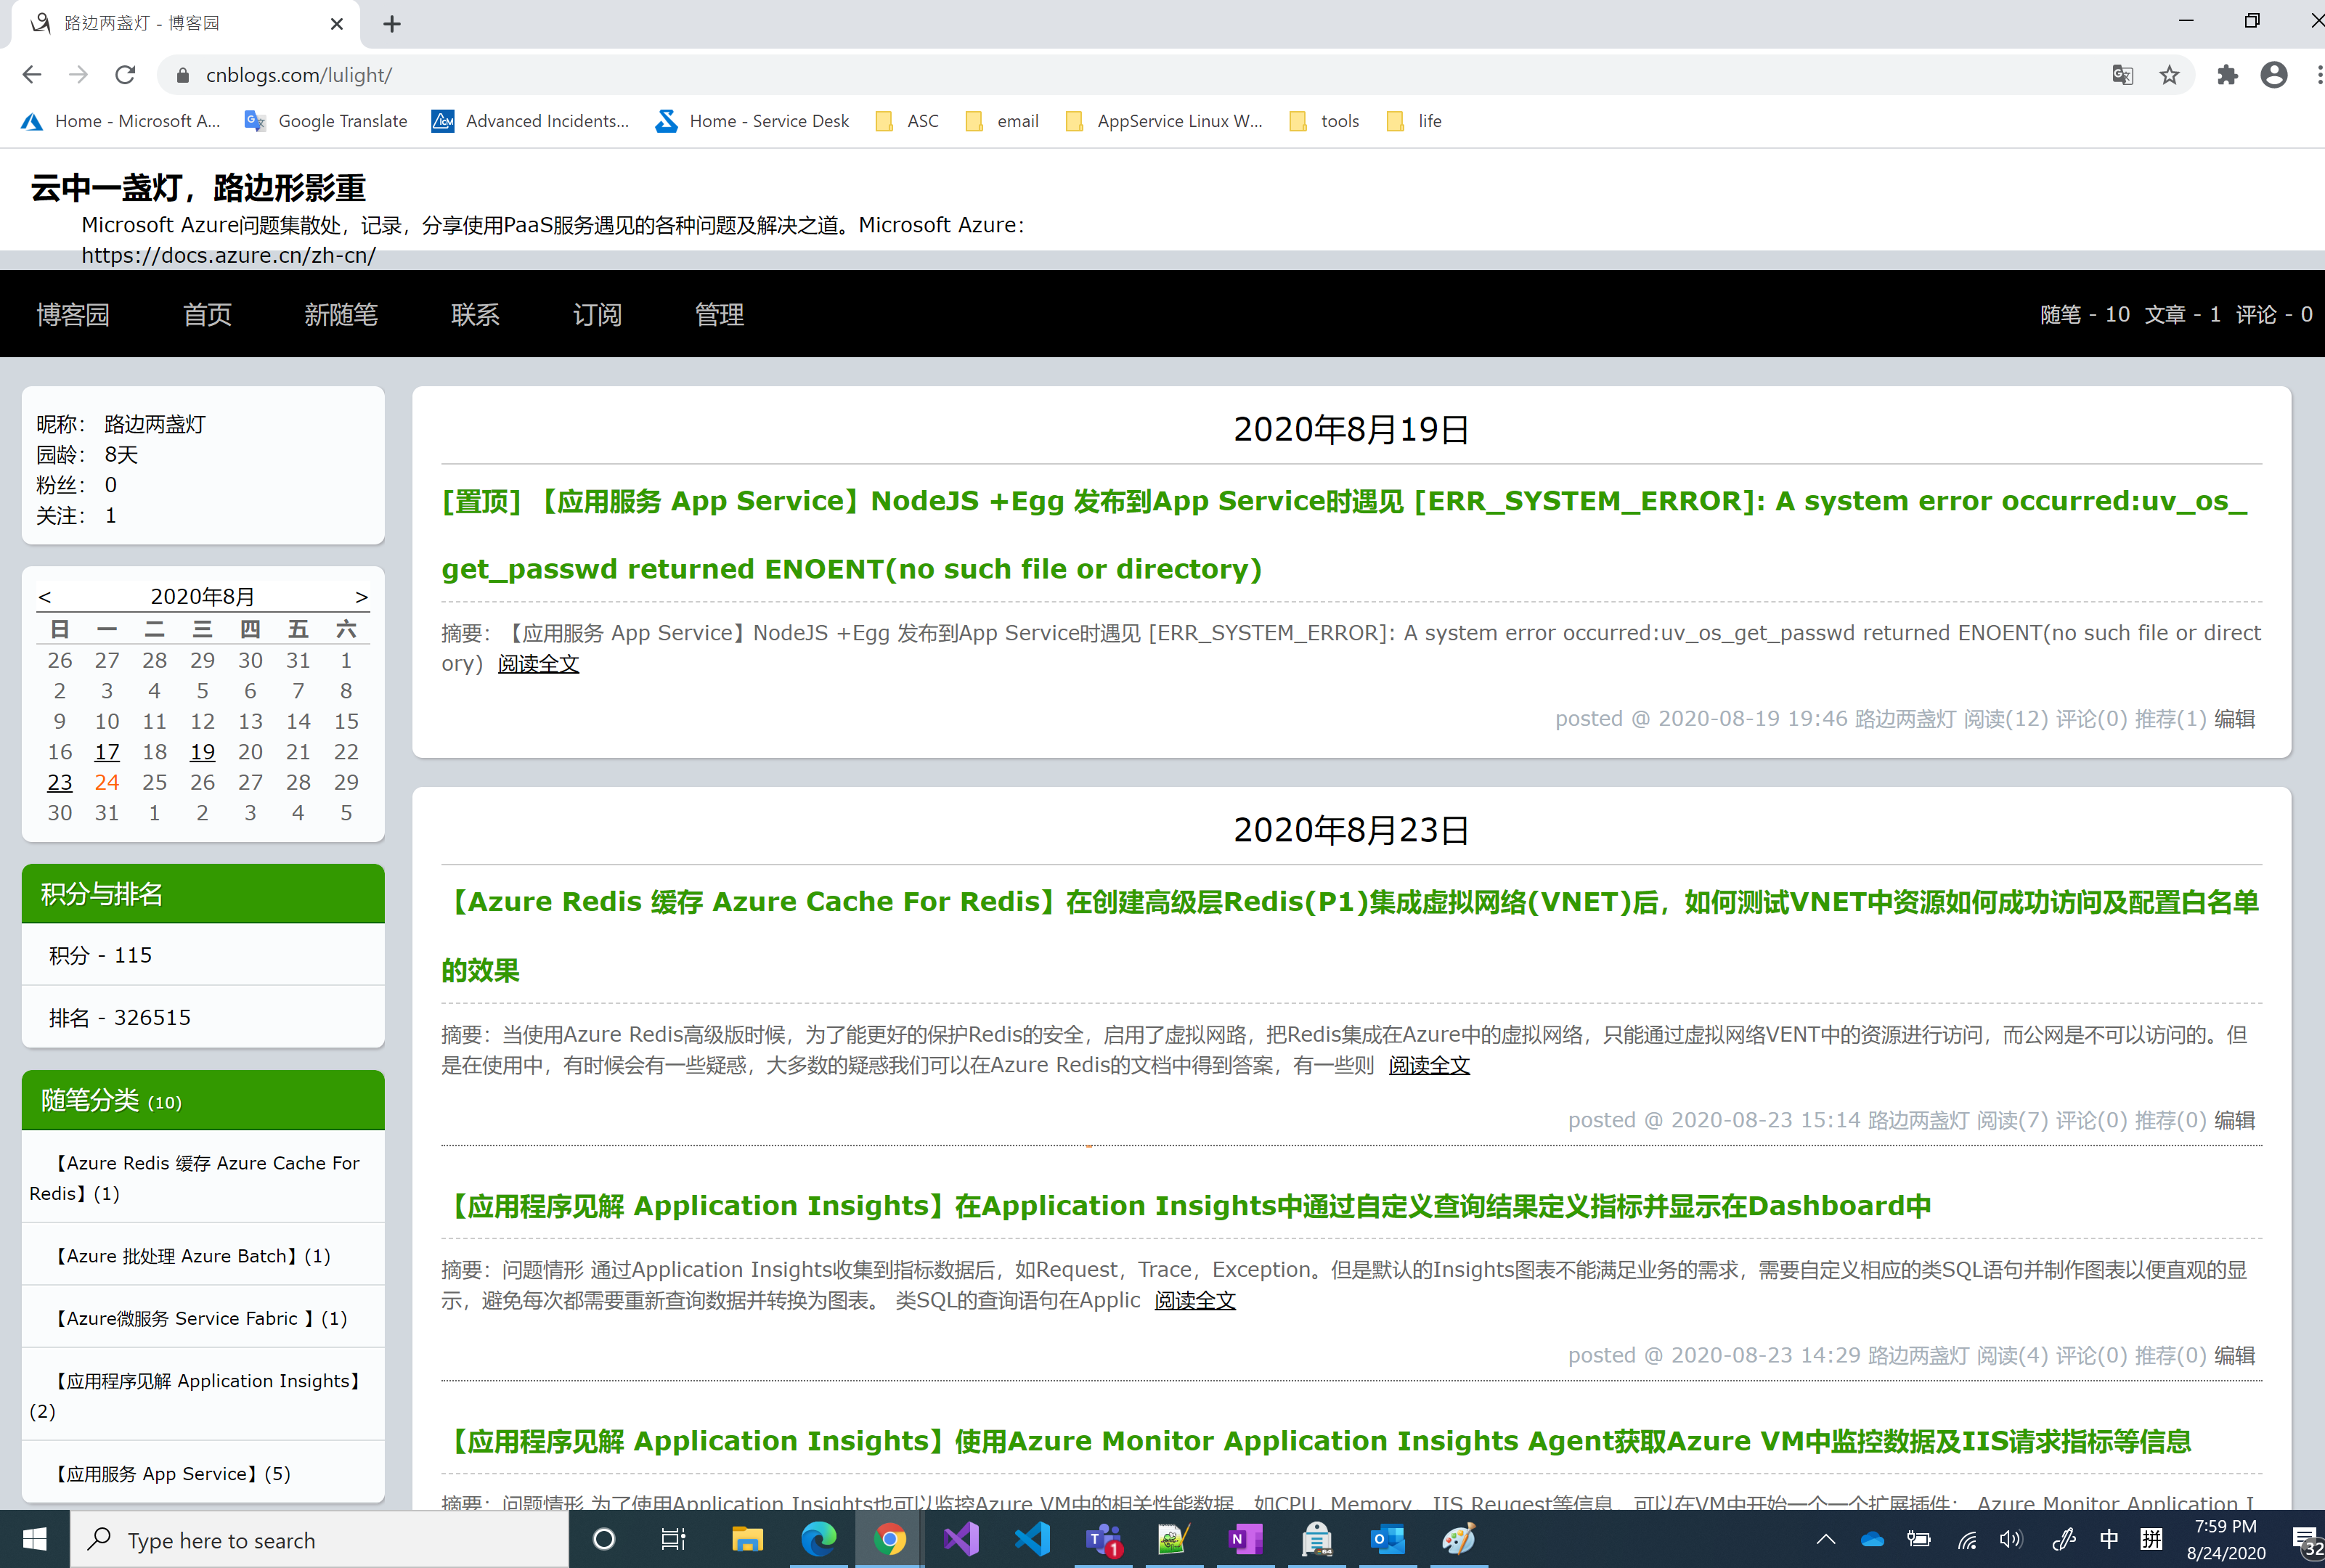 路边两盏灯 - 博客园
cnblogs.com/lulight/
Home - Microsoft A... Google Translate Advanced Incidents... Home - Service Desk ASC email AppService Linux W... tools life
云中一盏灯，路边形影重
Microsoft Azure问题集散处，记录，分享使用PaaS服务遇见的各种问题及解决之道。Microsoft Azure：
https://docs.azure.cn/zh-cn/
博客园 首页 新随笔 联系 订阅 管理
随笔 - 10 文章 - 1 评论 - 0
昵称： 路边两盏灯
园龄： 8天
粉丝： 0
关注： 1
< 2020年8月 >
日 一 二 三 四 五 六
26 27 28 29 30 31 1
2 3 4 5 6 7 8
9 10 11 12 13 14 15
16 17 18 19 20 21 22
23 24 25 26 27 28 29
30 31 1 2 3 4 5
积分与排名
积分 - 115
排名 - 326515
随笔分类 (10)
【Azure Redis 缓存 Azure Cache For
Redis】(1)
【Azure 批处理 Azure Batch】(1)
【Azure微服务 Service Fabric 】(1)
【应用程序见解 Application Insights】
(2)
【应用服务 App Service】(5)
2020年8月19日
[置顶] 【应用服务 App Service】NodeJS +Egg 发布到App Service时遇见 [ERR_SYSTEM_ERROR]: A system error occurred:uv_os_
get_passwd returned ENOENT(no such file or directory)
摘要： 【应用服务 App Service】NodeJS +Egg 发布到App Service时遇见 [ERR_SYSTEM_ERROR]: A system error occurred:uv_os_get_passwd returned ENOENT(no such file or direct
ory) 阅读全文
posted @ 2020-08-19 19:46 路边两盏灯 阅读(12) 评论(0) 推荐(1) 编辑
2020年8月23日
【Azure Redis 缓存 Azure Cache For Redis】在创建高级层Redis(P1)集成虚拟网络(VNET)后，如何测试VNET中资源如何成功访问及配置白名单
的效果
摘要：当使用Azure Redis高级版时候，为了能更好的保护Redis的安全，启用了虚拟网路，把Redis集成在Azure中的虚拟网络，只能通过虚拟网络VENT中的资源进行访问，而公网是不可以访问的。但
是在使用中，有时候会有一些疑惑，大多数的疑惑我们可以在Azure Redis的文档中得到答案，有一些则 阅读全文
posted @ 2020-08-23 15:14 路边两盏灯 阅读(7) 评论(0) 推荐(0) 编辑
【应用程序见解 Application Insights】在Application Insights中通过自定义查询结果定义指标并显示在Dashboard中
摘要：问题情形 通过Application Insights收集到指标数据后，如Request，Trace，Exception。但是默认的Insights图表不能满足业务的需求，需要自定义相应的类SQL语句并制作图表以便直观的显
示，避免每次都需要重新查询数据并转换为图表。 类SQL的查询语句在Applic 阅读全文
posted @ 2020-08-23 14:29 路边两盏灯 阅读(4) 评论(0) 推荐(0) 编辑
【应用程序见解 Application Insights】使用Azure Monitor Application Insights Agent获取Azure VM中监控数据及IIS请求指标等信息
摘要：问题情形 为了使用Application Insights也可以监控Azure VM中的相关性能数据，如CPU, Memory，IIS Reuqest等信息，可以在VM中开始一个一个扩展插件： Azure Monitor Application I
Type here to search
1
中 拼
7:59 PM
8/24/2020
32